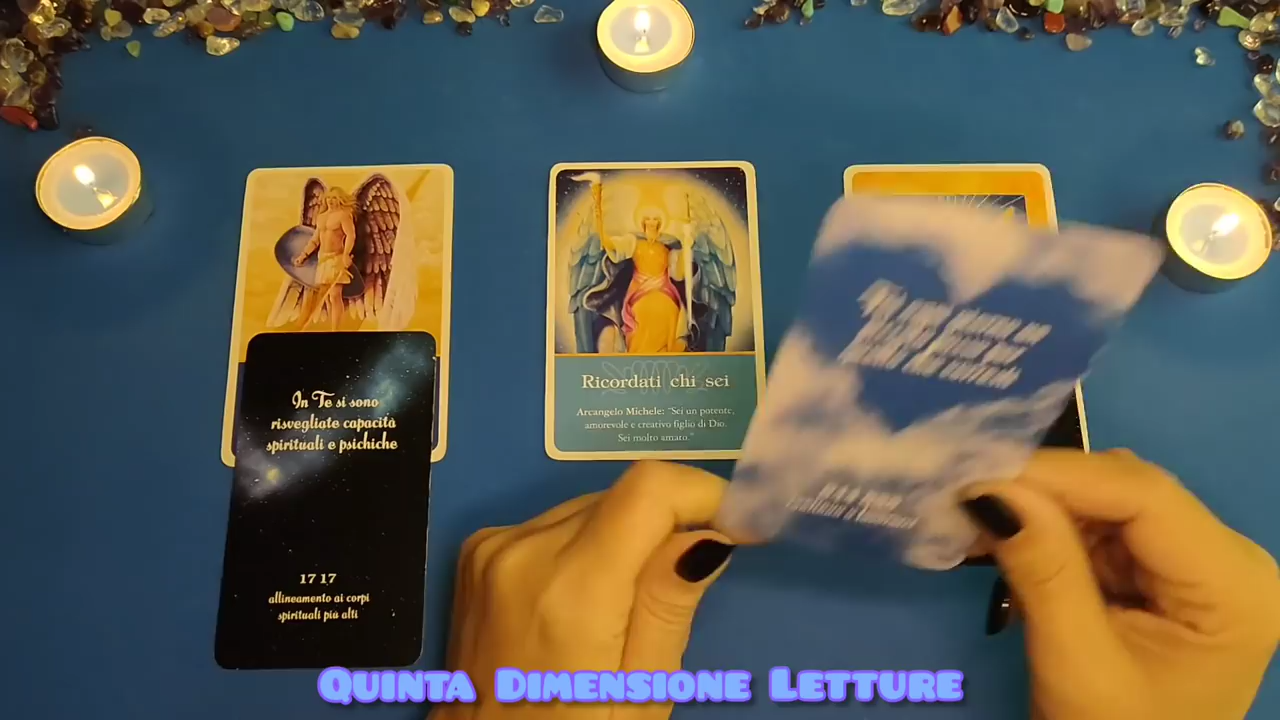 In Te si sono
risvegliate capacità
spirituali e psichiche
17 17
allineamento ai corpi
spirituali più alti
Ricordati chi sei
Arcangelo Michele: "Sei un potente,
amorevole e creativo figlio di Dio.
Sei molto amato."
Quinta Dimensione Letture